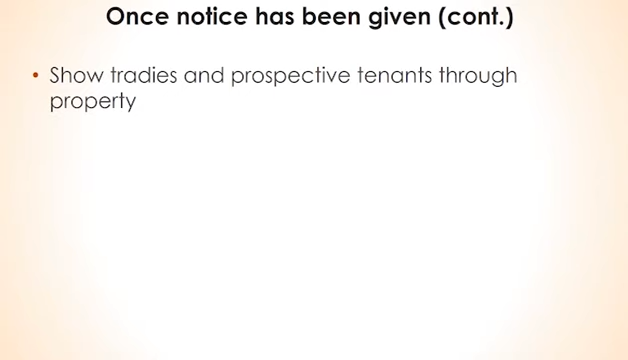 Once notice has been given (cont.)
• Show tradies and prospective tenants through
property